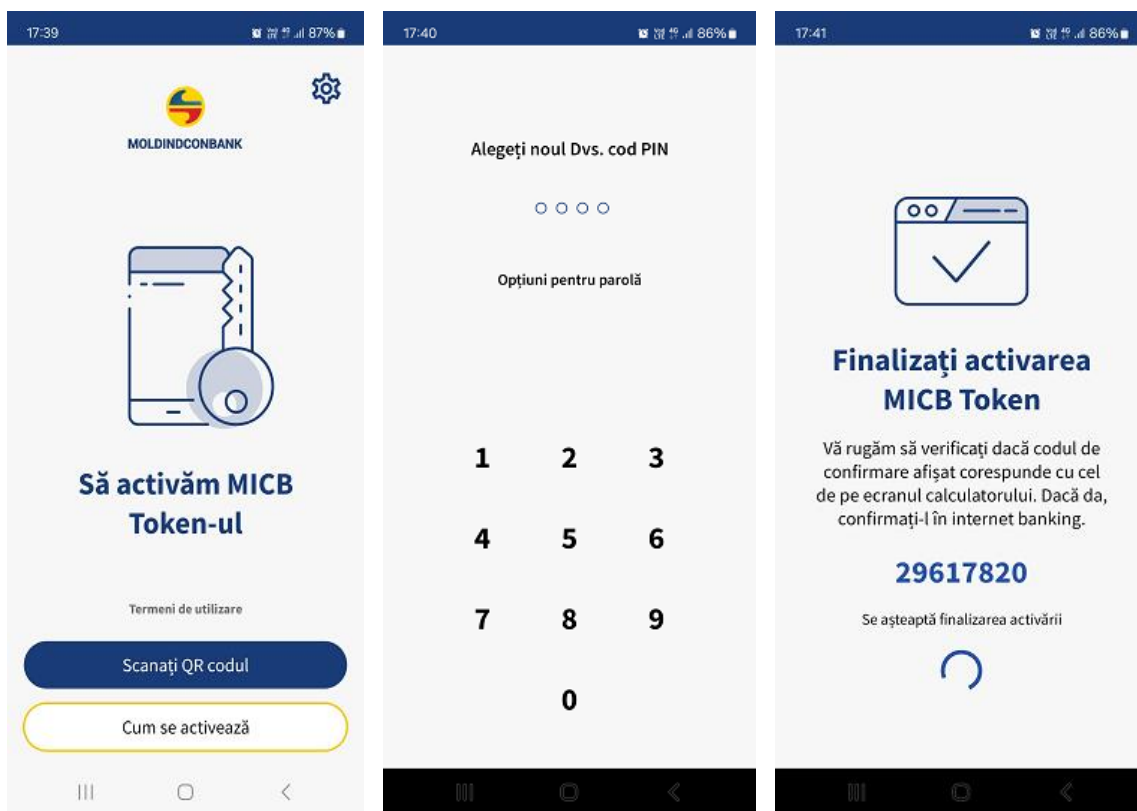 17:39
87%
MOLDINDCONBANK
Să activăm MICB
Token-ul
Termeni de utilizare
Scanați QR codul
Cum se activează
17:40
86%
Alegeți noul Dvs. cod PIN
Opțiuni pentru parolă
1 2 3
4 5 6
7 8 9
0
17:41
86%
Finalizați activarea
MICB Token
Vă rugăm să verificați dacă codul de
confirmare afișat corespunde cu cel
de pe ecranul calculatorului. Dacă da,
confirmați-l în internet banking.
29617820
Se așteaptă finalizarea activării